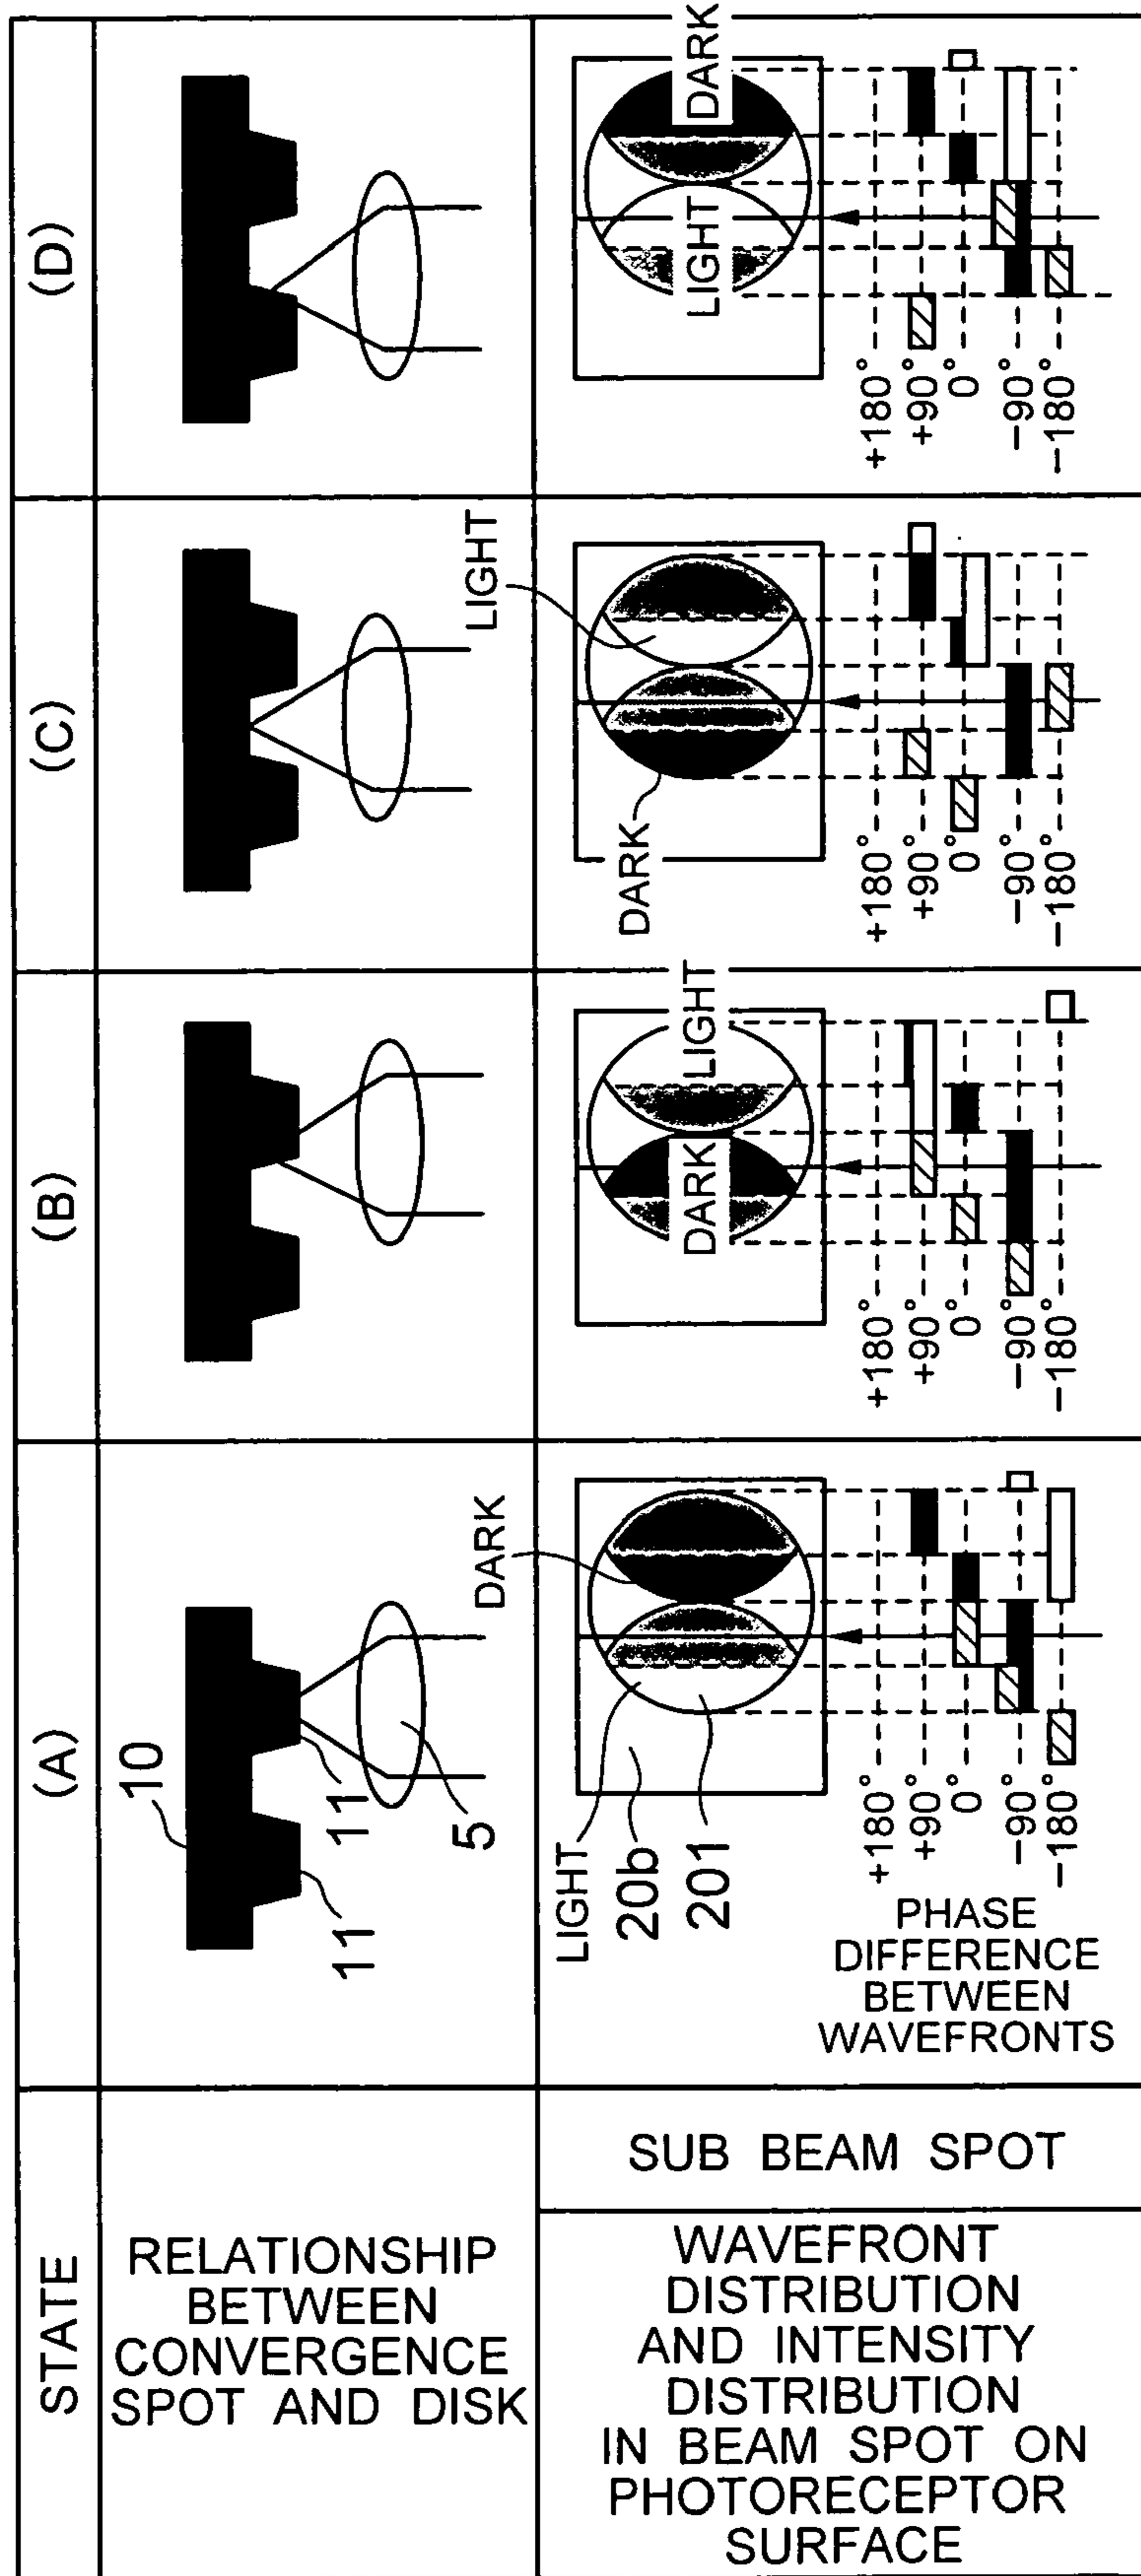 STATE
(A)
(B)
(C)
(D)
RELATIONSHIP
BETWEEN
CONVERGENCE
SPOT AND DISK
10
11
11
5
WAVEFRONT
DISTRIBUTION
AND INTENSITY
DISTRIBUTION
IN BEAM SPOT ON
PHOTORECEPTOR
SURFACE
SUB BEAM SPOT
LIGHT
DARK
20b
201
PHASE
DIFFERENCE
BETWEEN
WAVEFRONTS
+180°
+90°
0°
−90°
−180°
DARK
LIGHT
+180°
+90°
0°
−90°
−180°
DARK
LIGHT
+180°
+90°
0°
−90°
−180°
LIGHT
DARK
+180°
+90°
0°
−90°
−180°